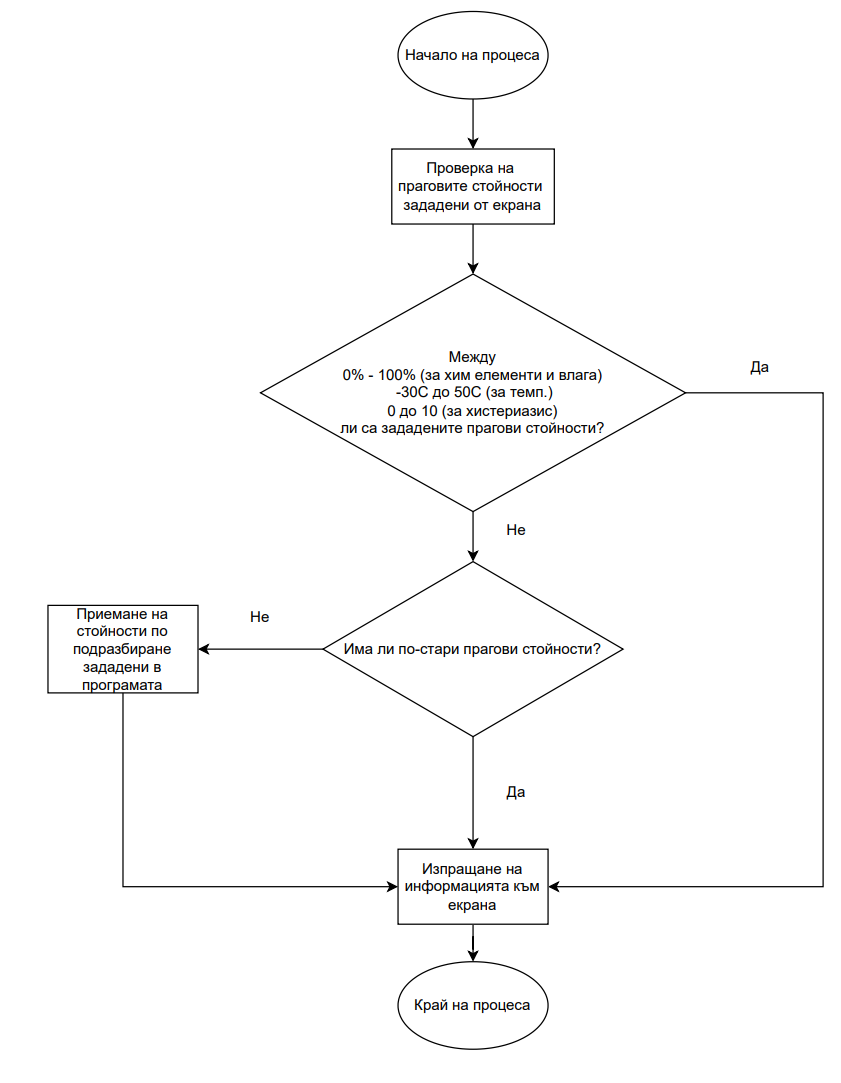 Начало на процеса
Проверка на
праговите стойности
зададени от екрана
Между
0% - 100% (за хим елементи и влага)
-30C до 50C (за темп.)
0 до 10 (за хистериазис)
ли са зададените прагови стойности?
Да
Не
Има ли по-стари прагови стойности?
Не
Приемане на
стойности по
подразбиране
зададени в
програмата
Да
Изпращане на
информацията към
екрана
Край на процеса